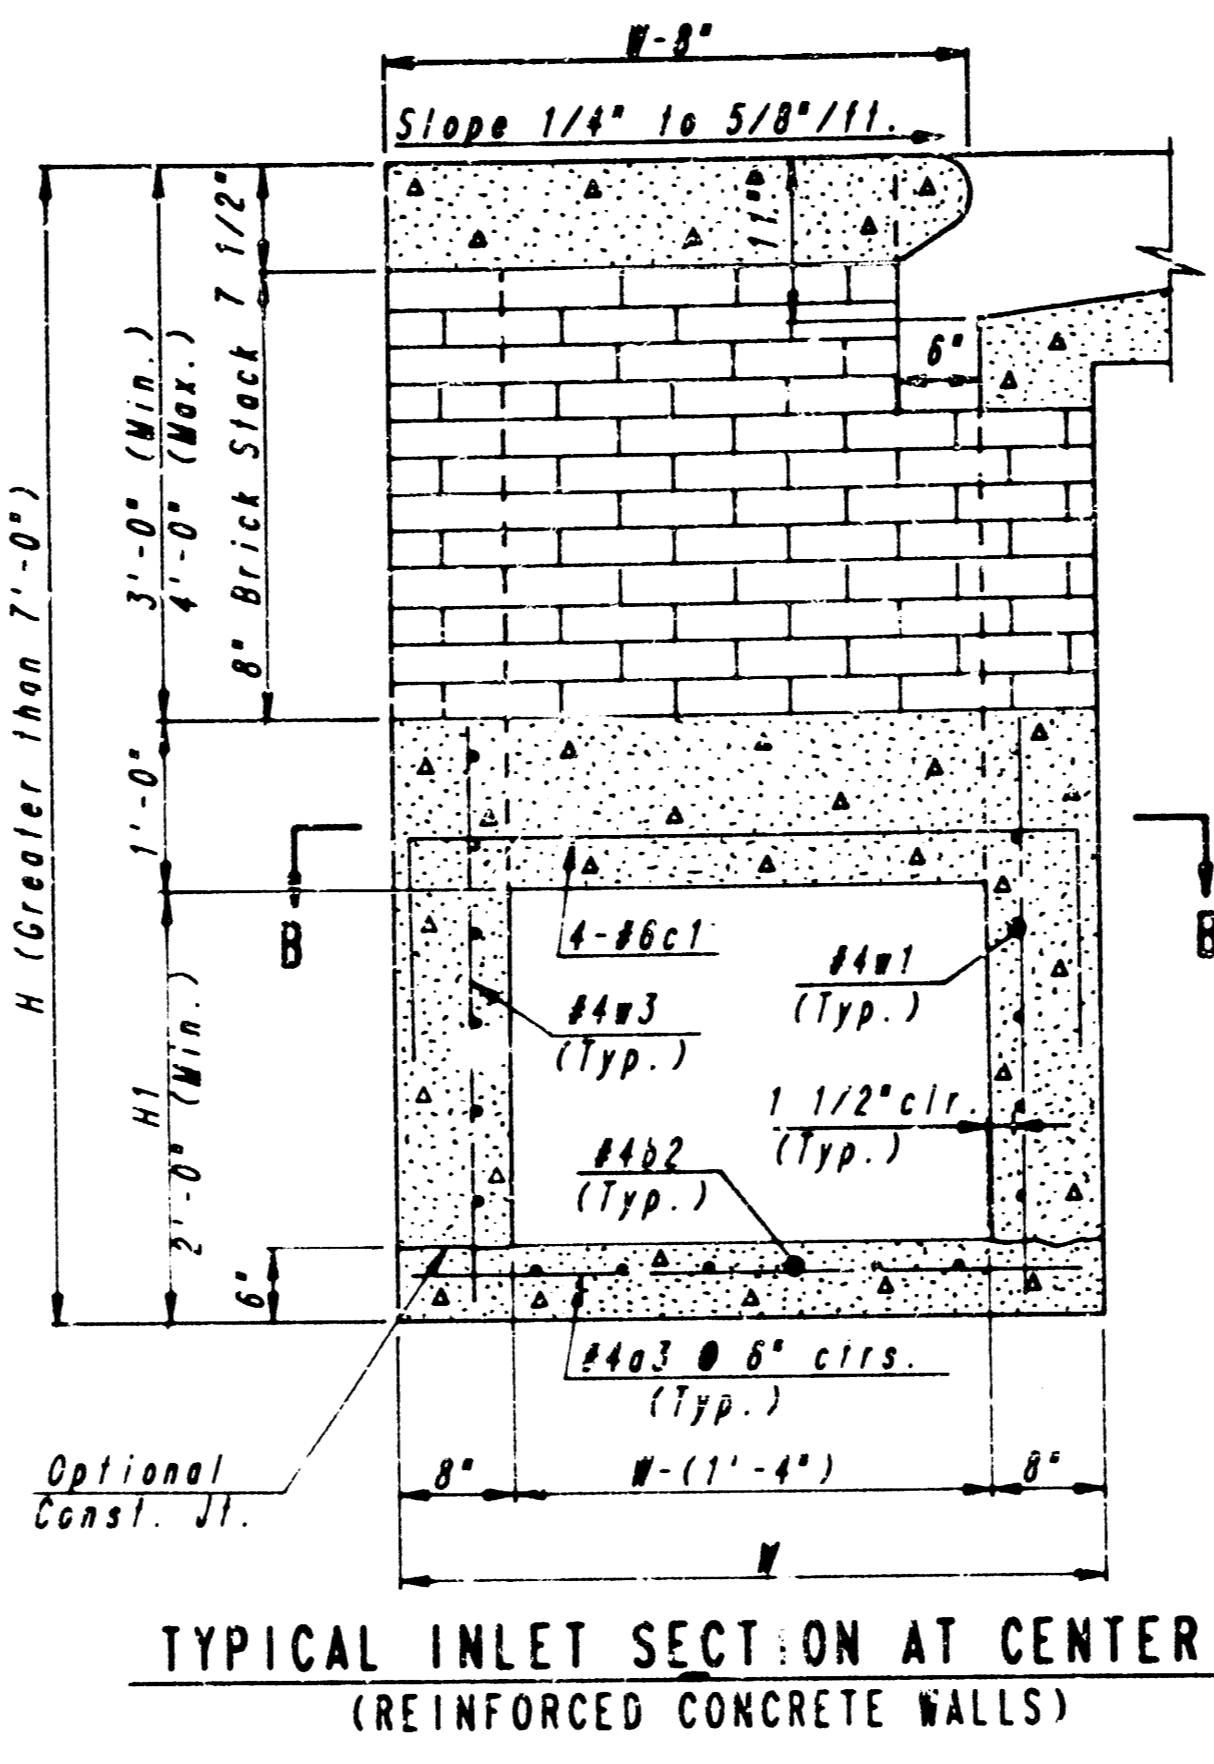 W-8"
Slope 1/4" to 5/8"/ft.
7 1/2"
11"
3'-0" (Min.)
4'-0" (Max.)
8" Brick Stack
6"
H (Greater than 7'-0")
1'-0"
B
B
4-#6c1
#4w1
(Typ.)
#4w3
(Typ.)
H1
2'-0" (Min.)
1 1/2" clr.
(Typ.)
#4b2
(Typ.)
6"
#4a3 @ 6" ctrs.
(Typ.)
Optional
Const. Jt.
8"
W-(1'-4")
8"
W
TYPICAL INLET SECTION AT CENTER
(REINFORCED CONCRETE WALLS)